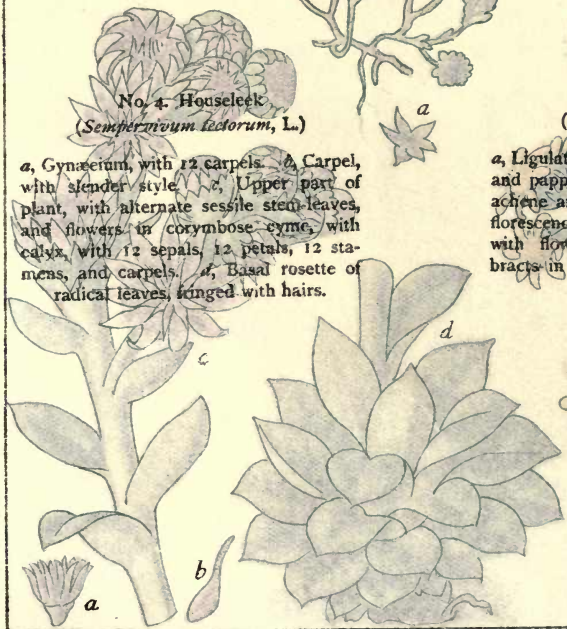 No. 4. Houseleek
(Sempervivum tectorum, L.)
a, Gynæcium, with 12 carpels. b, Carpel,
with slender style. c, Upper part of
plant, with alternate sessile stem-leaves,
and flowers in corymbose cyme, with
calyx, with 12 sepals, 12 petals, 12 sta-
mens, and carpels. d, Basal rosette of
radical leaves, fringed with hairs.
a
(
a, Ligulat
and papp
achene a
florescenc
with flow
bracts in
c
d
b
a